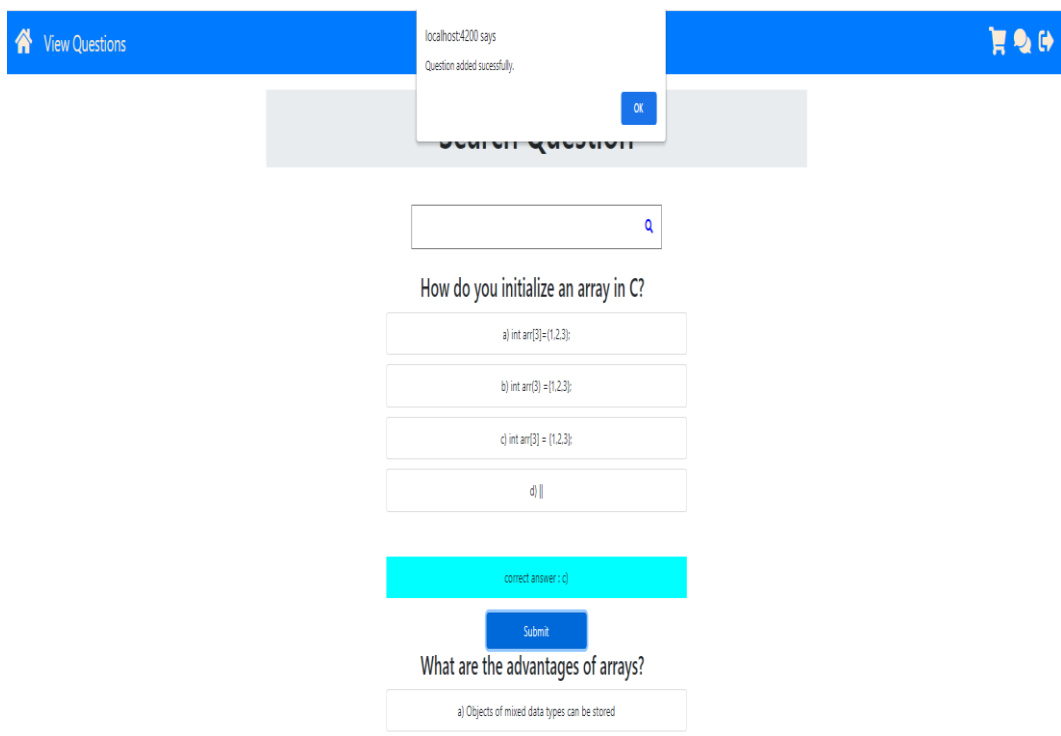 View Questions
localhost:4200 says
Question added sucessfully.
OK
Search Question
How do you initialize an array in C?
a) int arr[3]=(1,2,3);
b) int arr(3) ={1,2,3};
c) int arr[3] = {1,2,3};
d) ||
correct answer : c)
Submit
What are the advantages of arrays?
a) Objects of mixed data types can be stored